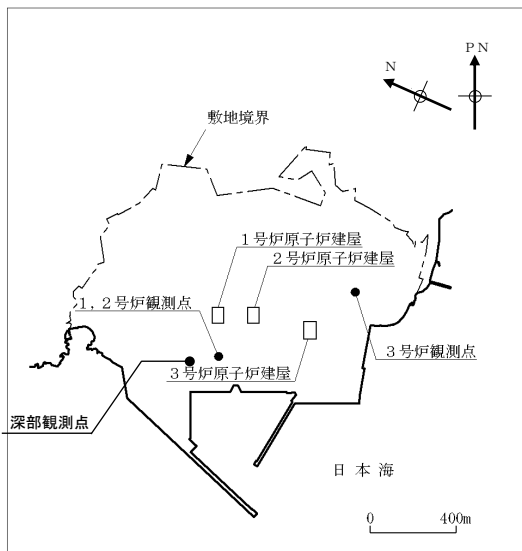 PN
N
敷地境界
1号炉原子炉建屋
2号炉原子炉建屋
1,2号炉観測点
3号炉観測点
3号炉原子炉建屋
深部観測点
日本海
0 400m